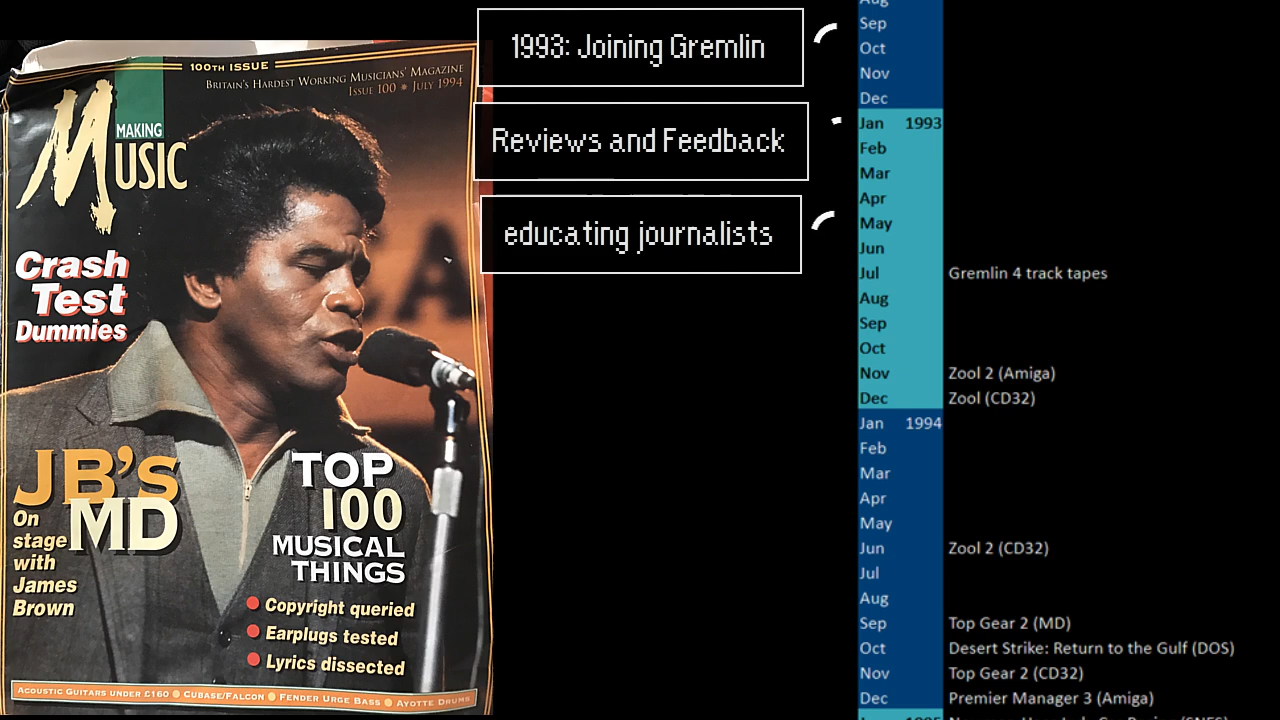 100TH ISSUE
BRITAIN'S HARDEST WORKING MUSICIANS' MAGAZINE
ISSUE 100 • JULY 1994
MAKING
MUSIC
Crash
Test
Dummies
JB'S
MD
On
stage
with
James
Brown
TOP
100
MUSICAL
THINGS
Copyright queried
Earplugs tested
Lyrics dissected
ACOUSTIC GUITARS UNDER £160 • CUBASE/FALCON • FENDER URGE BASS • AYOTTE DRUMS
1993: Joining Gremlin
Reviews and Feedback
educating journalists
Aug
Sep
Oct
Nov
Dec
Jan 1993
Feb
Mar
Apr
May
Jun
Jul Gremlin 4 track tapes
Aug
Sep
Oct
Nov Zool 2 (Amiga)
Dec Zool (CD32)
Jan 1994
Feb
Mar
Apr
May
Jun Zool 2 (CD32)
Jul
Aug
Sep Top Gear 2 (MD)
Oct Desert Strike: Return to the Gulf (DOS)
Nov Top Gear 2 (CD32)
Dec Premier Manager 3 (Amiga)